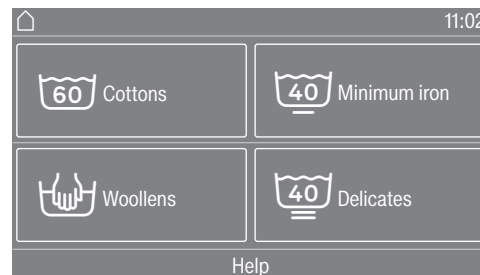 11:02
60 Cottons
40 Minimum iron
Woollens
40 Delicates
Help